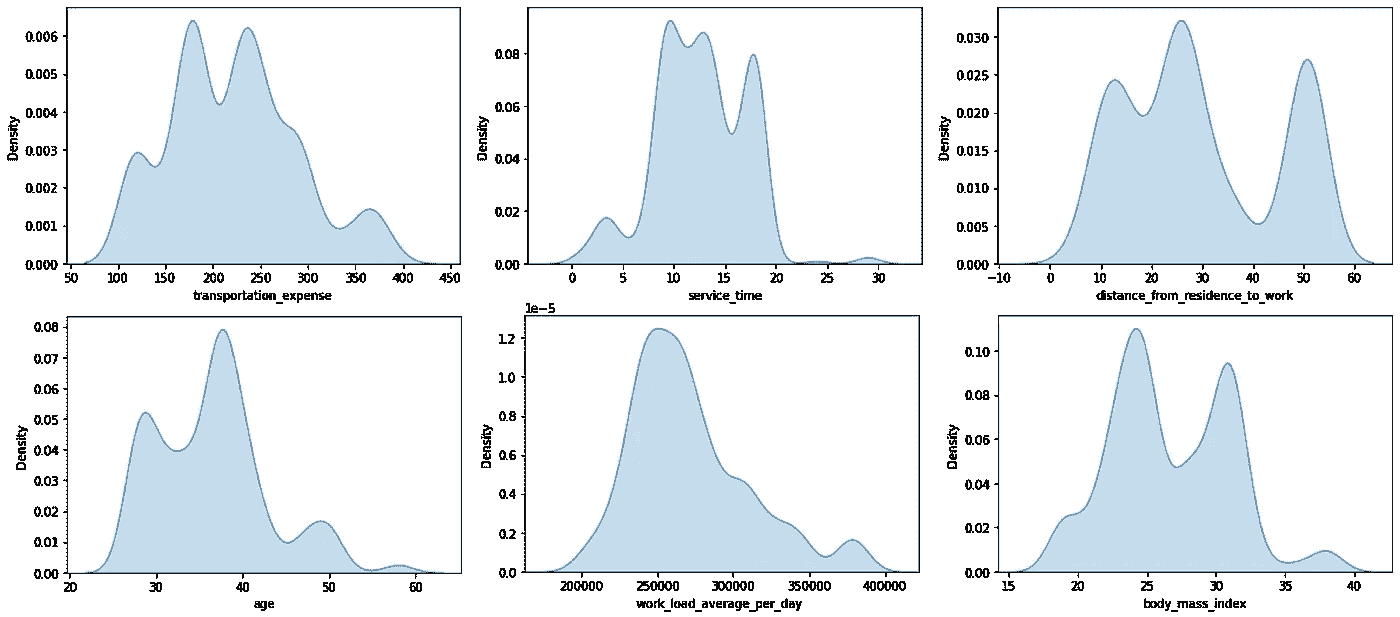 0.006
0.005
0.004
0.003
0.002
0.001
0.000
Density
50 100 150 200 250 300 350 400 450
transportation_expense
0.08
0.06
0.04
0.02
0.00
Density
0 5 10 15 20 25 30
service_time
0.030
0.025
0.020
0.015
0.010
0.005
0.000
Density
−10 0 10 20 30 40 50 60
distance_from_residence_to_work
0.08
0.07
0.06
0.05
0.04
0.03
0.02
0.01
0.00
Density
20 30 40 50 60
age
1e−5
1.2
1.0
0.8
0.6
0.4
0.2
0.0
Density
200000 250000 300000 350000 400000
work_load_average_per_day
0.10
0.08
0.06
0.04
0.02
0.00
Density
15 20 25 30 35 40
body_mass_index